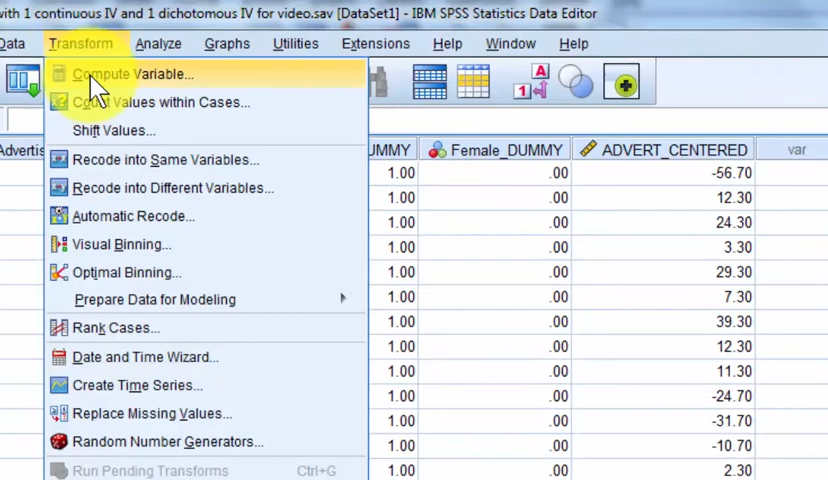 with 1 continuous IV and 1 dichotomous IV for video.sav [DataSet1] - IBM SPSS Statistics Data Editor
Data Transform Analyze Graphs Utilities Extensions Help Window Help
Compute Variable...
Count Values within Cases...
Shift Values...
Recode into Same Variables...
Recode into Different Variables...
Automatic Recode...
Visual Binning...
Optimal Binning...
Prepare Data for Modeling
Rank Cases...
Date and Time Wizard...
Create Time Series...
Replace Missing Values...
Random Number Generators...
Run Pending Transforms Ctrl+G
A
1
Advertis UMMY Female_DUMMY ADVERT_CENTERED var
1.00 .00 -56.70
1.00 .00 12.30
1.00 .00 24.30
1.00 .00 3.30
1.00 .00 29.30
1.00 .00 7.30
1.00 .00 39.30
1.00 .00 12.30
1.00 .00 11.30
1.00 .00 -24.70
1.00 .00 -31.70
1.00 .00 -10.70
1.00 .00 2.30